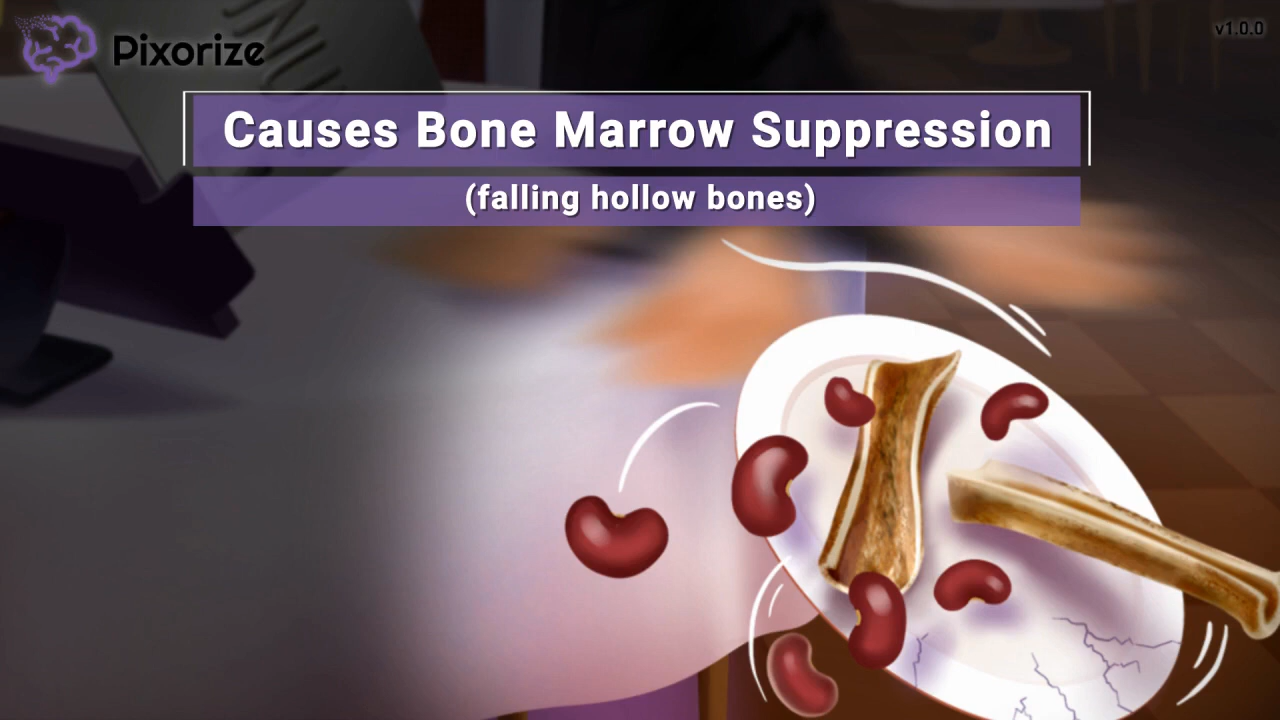 Pixorize
v1.0.0
Causes Bone Marrow Suppression
(falling hollow bones)